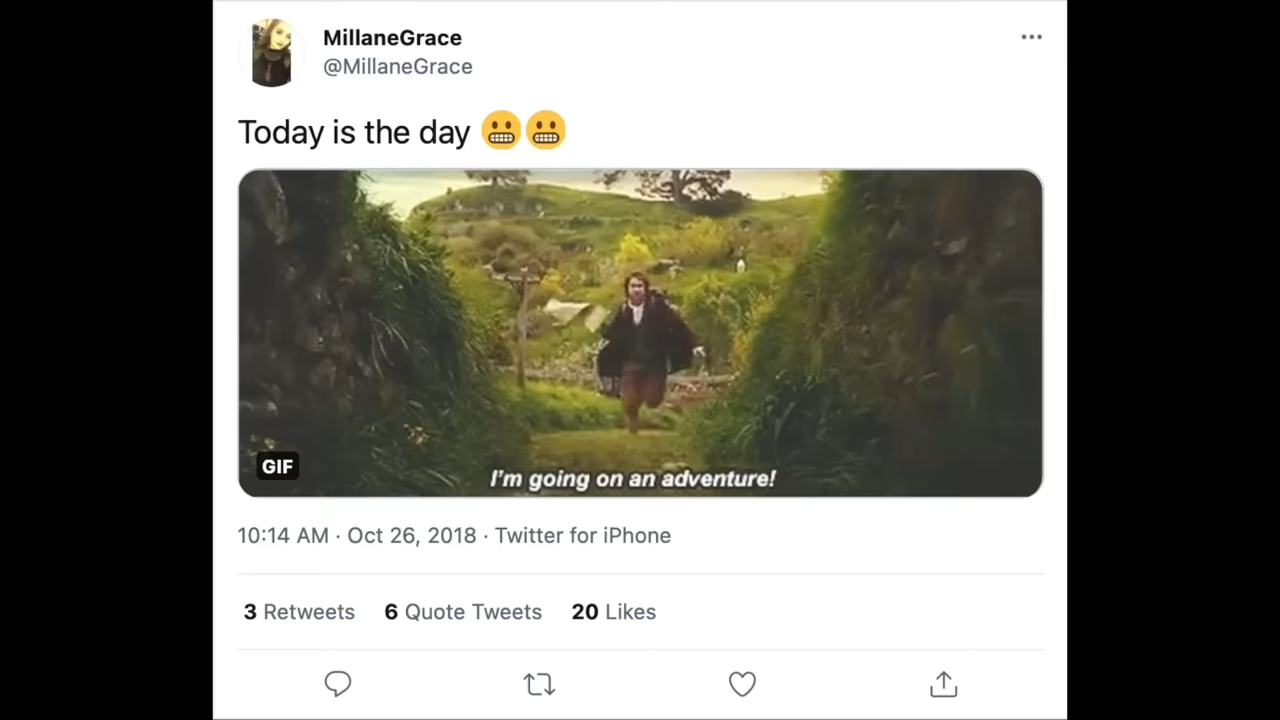 MillaneGrace
@MillaneGrace
Today is the day 😬😬
I'm going on an adventure!
GIF
10:14 AM · Oct 26, 2018 · Twitter for iPhone
3 Retweets 6 Quote Tweets 20 Likes